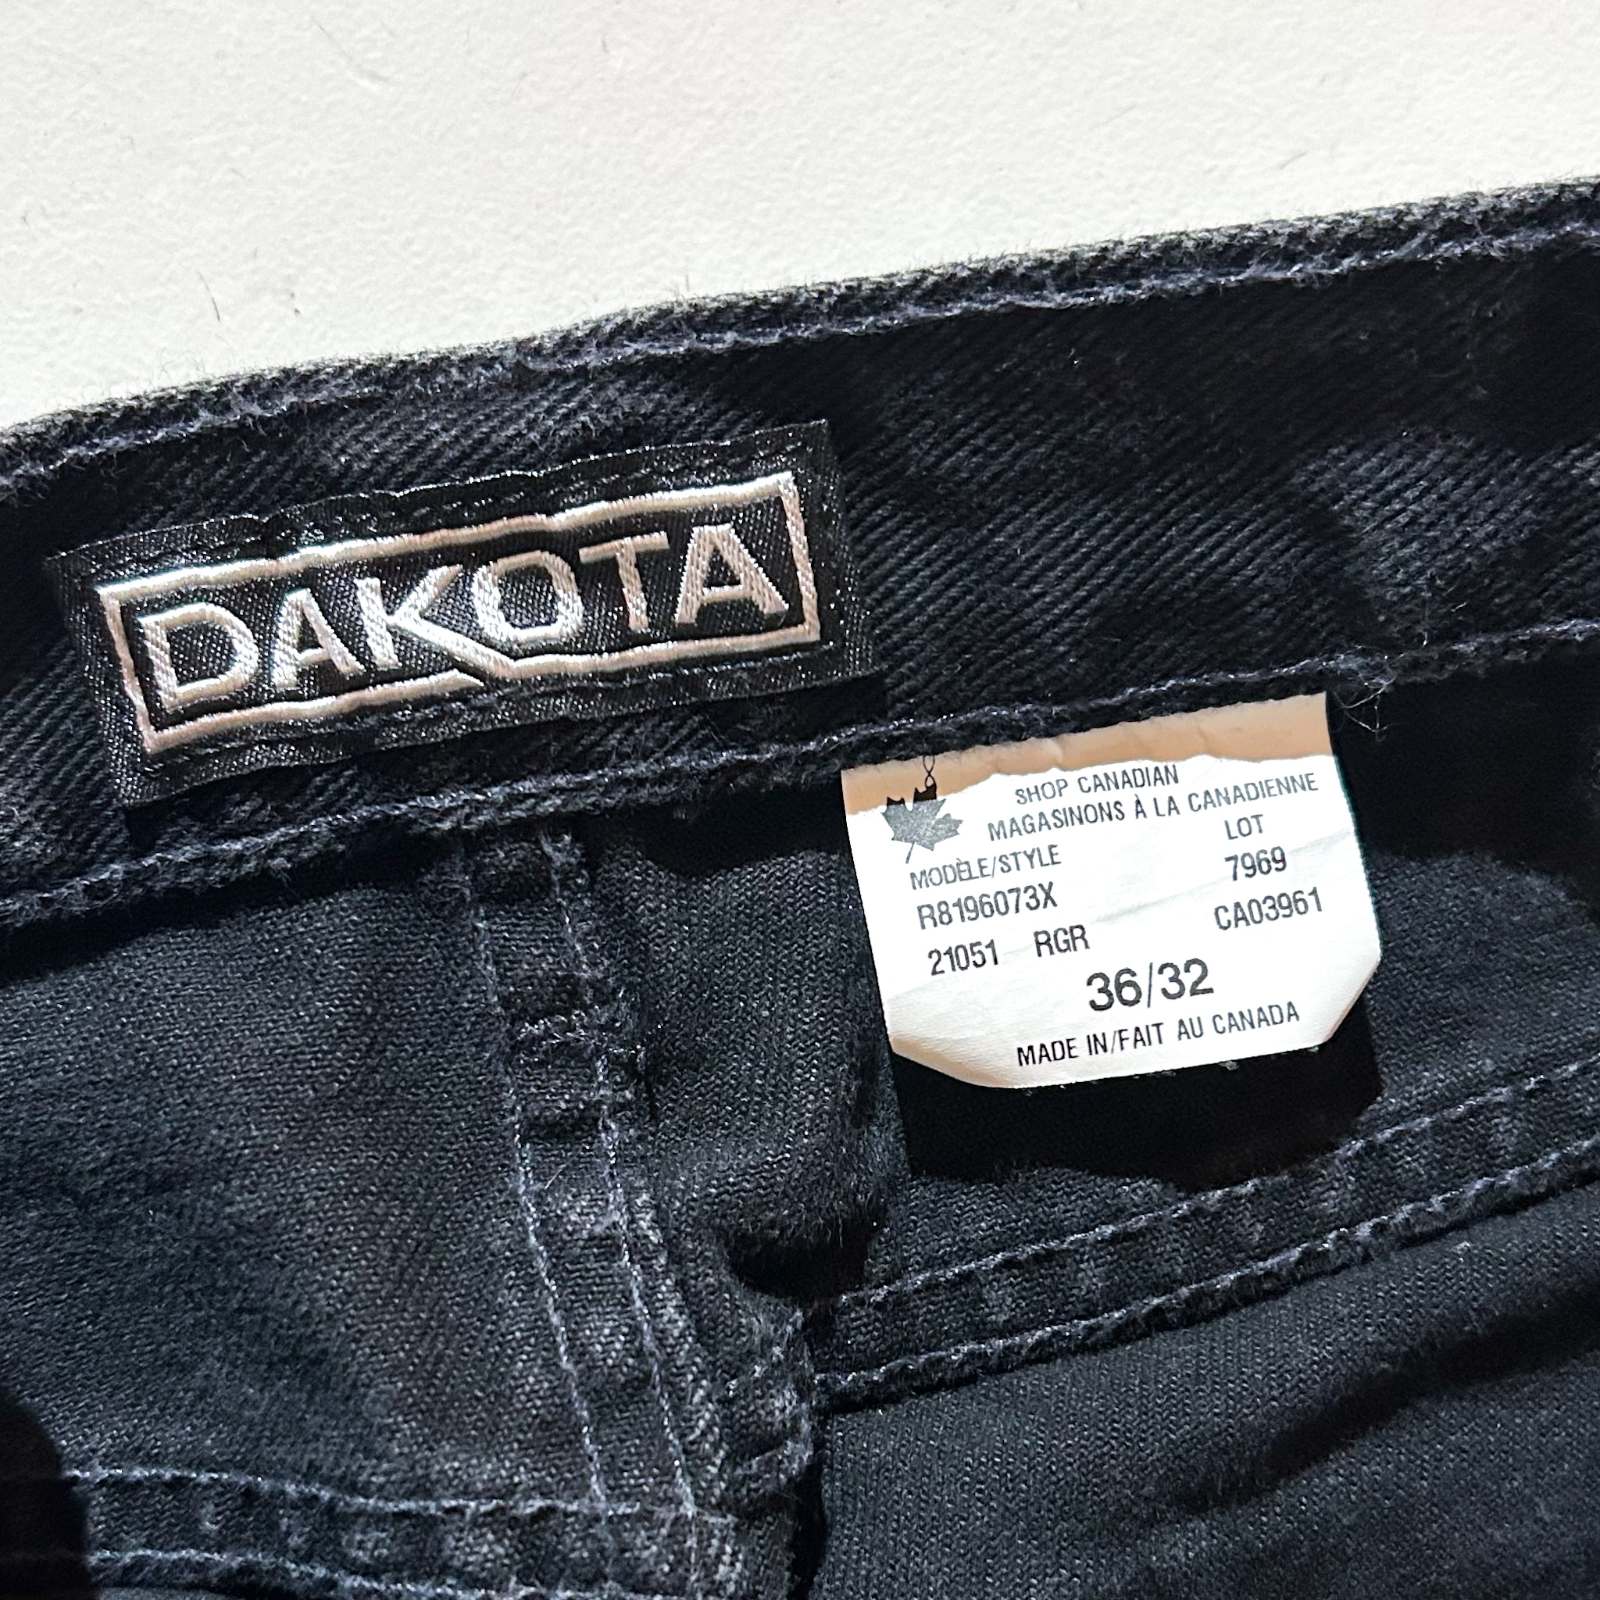 DAKOTA
SHOP CANADIAN
MAGASINONS À LA CANADIENNE
MODÈLE/STYLE LOT
R8196073X 7969
21051 RGR CA03961
36/32
MADE IN/FAIT AU CANADA